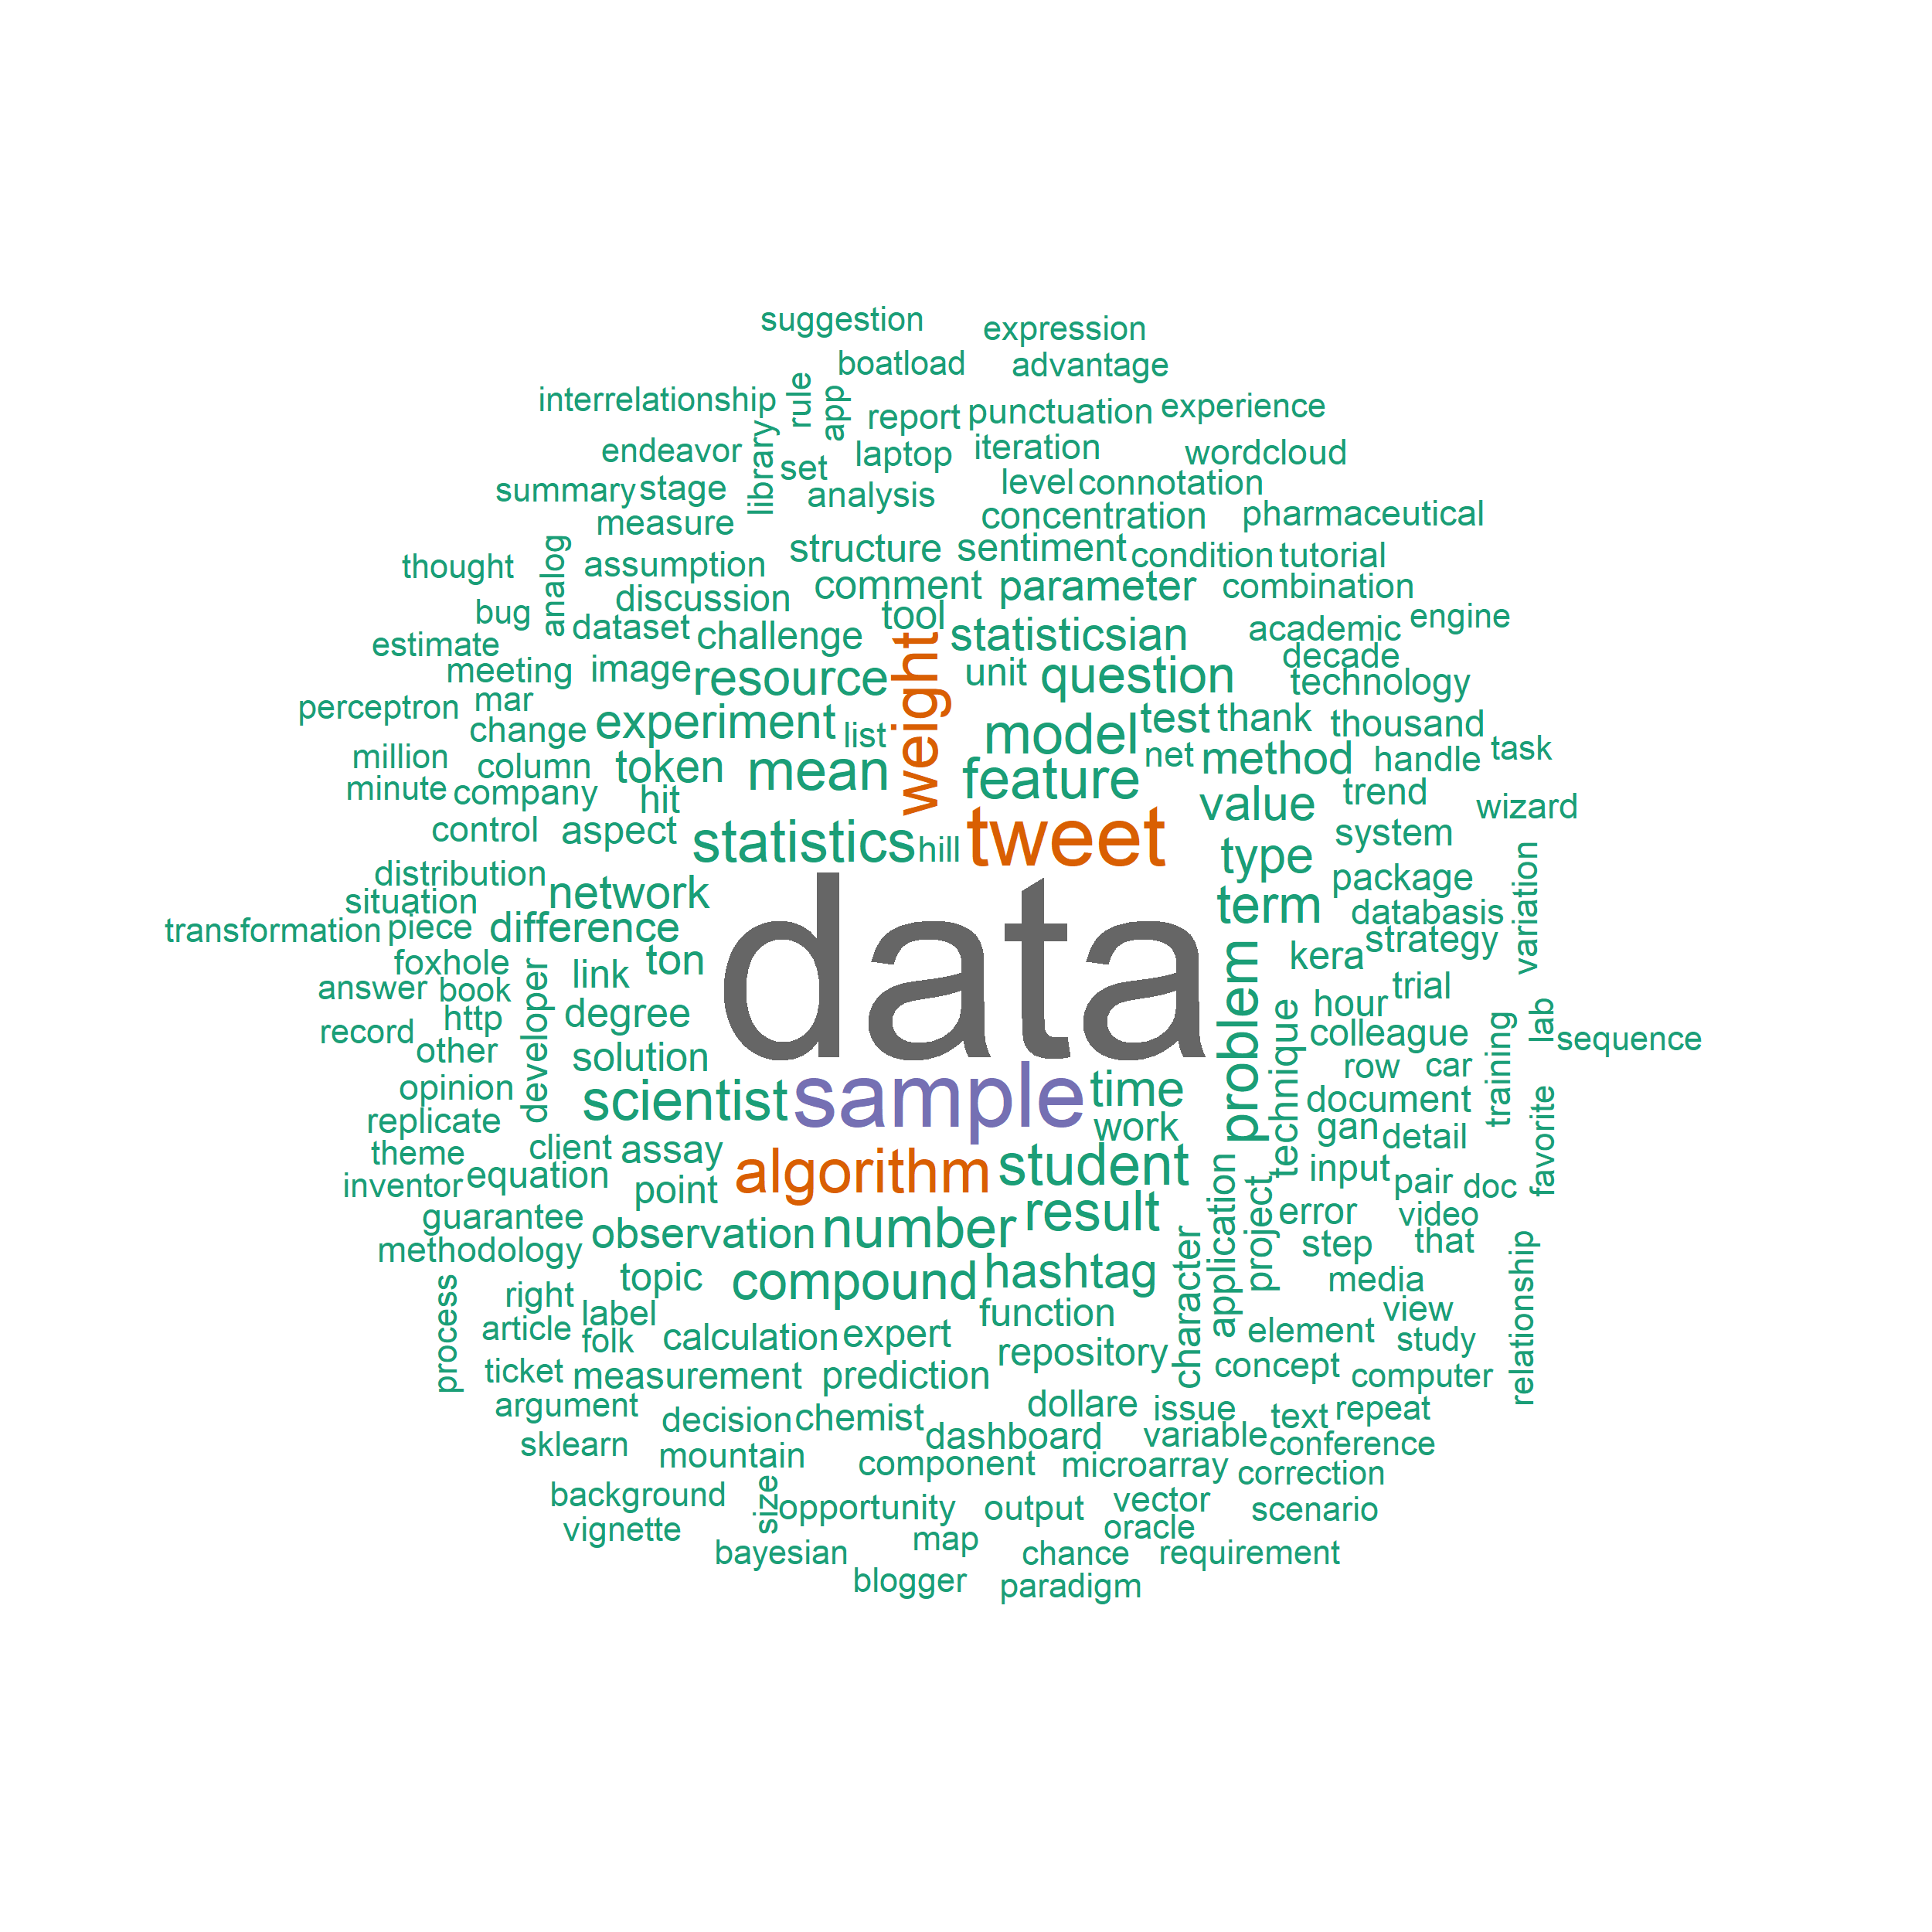 suggestion
expression
boatload
advantage
interrelationship
rule
app
report
punctuation
experience
endeavor
library
set
laptop
iteration
wordcloud
summary
stage
analysis
level
connotation
measure
concentration
pharmaceutical
thought
analog
assumption
structure
sentiment
condition
tutorial
bug
discussion
comment
parameter
combination
estimate
dataset
challenge
tool
statisticsian
academic
engine
meeting
image
resource
weight
unit
question
decade
technology
perceptron
mar
change
experiment
list
model
test
thank
thousand
million
column
token
mean
feature
net
method
handle
task
minute
company
hit
value
trend
wizard
control
aspect
statistics
hill
tweet
type
system
distribution
network
package
variation
situation
term
databasis
transformation
piece
difference
data
strategy
foxhole
developer
link
ton
problem
kera
answer
book
degree
technique
hour
trial
record
http
colleague
training
lab
sequence
other
solution
row
car
opinion
scientist
sample
time
document
favorite
replicate
work
gan
detail
theme
client
assay
algorithm
student
input
pair
doc
inventor
equation
point
result
application
project
error
video
guarantee
observation
number
character
step
that
methodology
topic
compound
hashtag
media
relationship
process
right
label
function
view
article
folk
calculation
expert
element
study
ticket
measurement
prediction
repository
concept
computer
argument
decision
chemist
dollare
issue
text
repeat
sklearn
mountain
dashboard
variable
conference
component
microarray
correction
background
size
opportunity
output
vector
scenario
vignette
map
oracle
bayesian
chance
requirement
blogger
paradigm